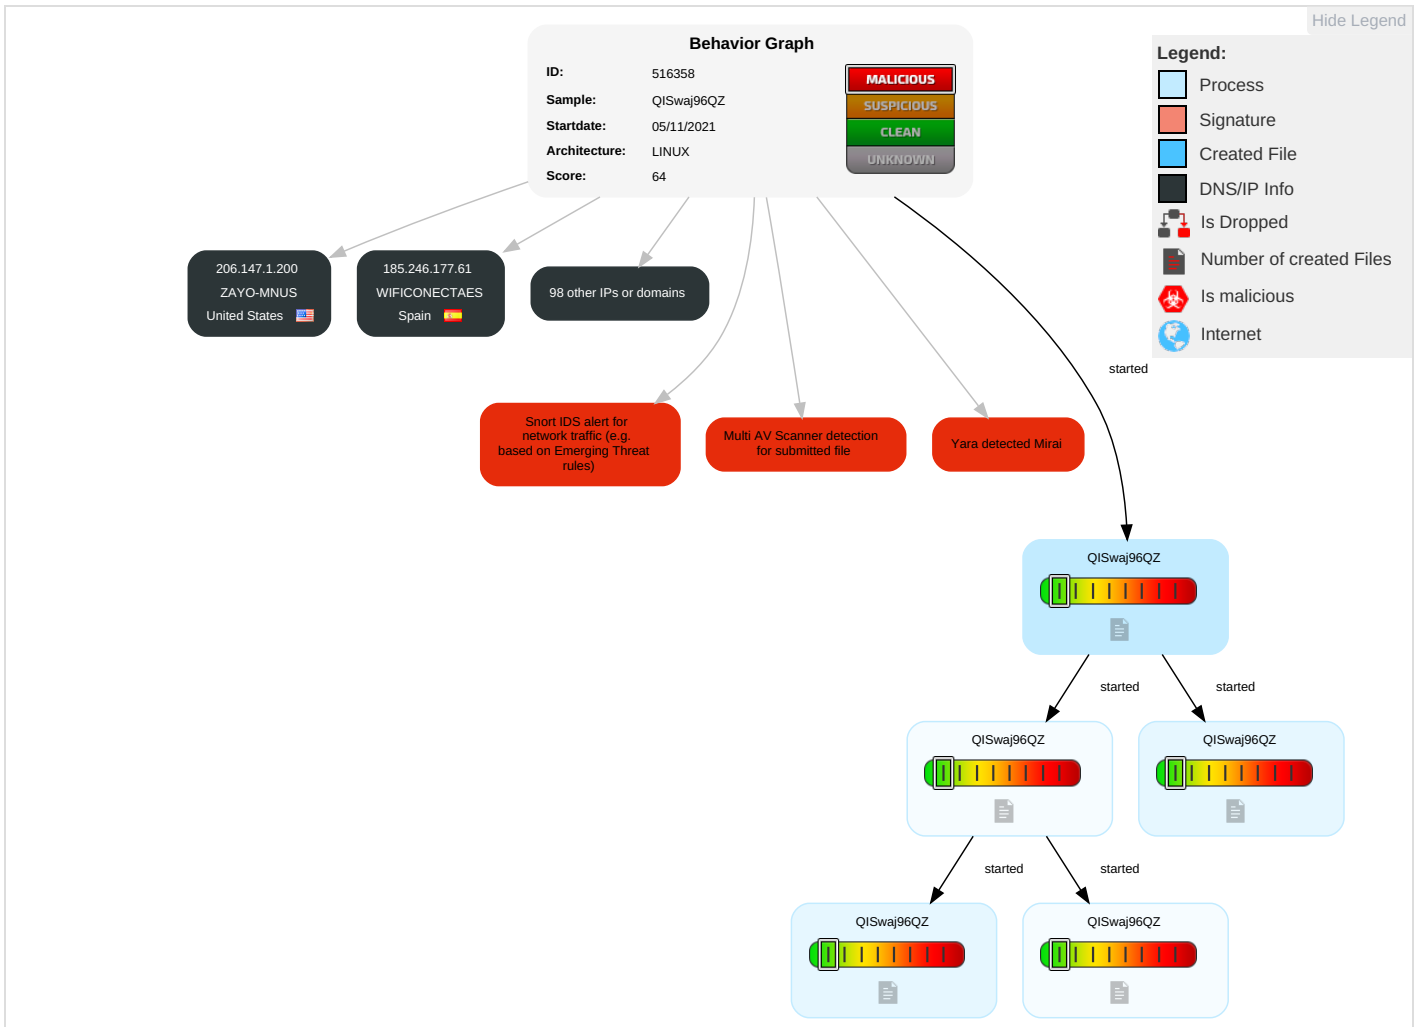 Hide Legend
Behavior Graph
ID: 516358
Sample: QISwaj96QZ
Startdate: 05/11/2021
Architecture: LINUX
Score: 64
MALICIOUS
SUSPICIOUS
CLEAN
UNKNOWN
Legend:
Process
Signature
Created File
DNS/IP Info
Is Dropped
Number of created Files
Is malicious
Internet
206.147.1.200
ZAYO-MNUS
United States
185.246.177.61
WIFICONECTAES
Spain
98 other IPs or domains
started
Snort IDS alert for
network traffic (e.g.
based on Emerging Threat
rules)
Multi AV Scanner detection
for submitted file
Yara detected Mirai
QISwaj96QZ
started
started
QISwaj96QZ
QISwaj96QZ
started
started
QISwaj96QZ
QISwaj96QZ